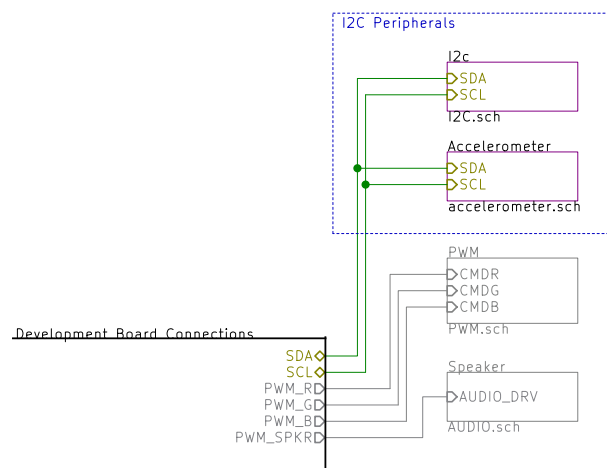 I2C Peripherals
I2c
SDA
SCL
I2C.sch
Accelerometer
SDA
SCL
accelerometer.sch
PWM
CMDR
CMDG
CMDB
PWM.sch
Development Board Connections
SDA
SCL
PWM_R
PWM_G
PWM_B
PWM_SPKR
Speaker
AUDIO_DRV
AUDIO.sch